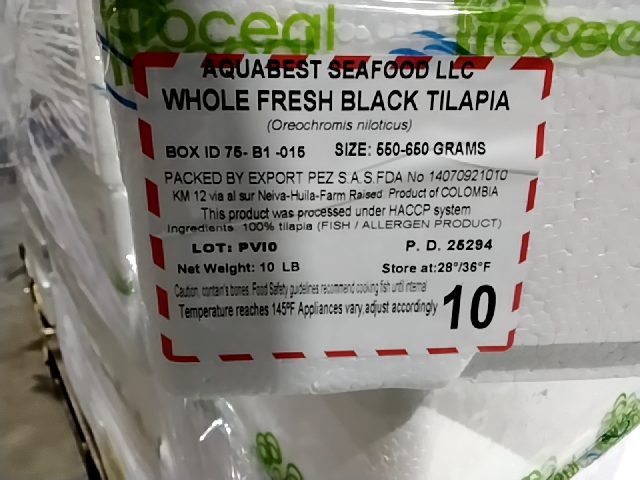 AQUABEST SEAFOOD LLC
WHOLE FRESH BLACK TILAPIA
(Oreochromis niloticus)
BOX ID 75- B1 -015 SIZE: 550-650 GRAMS
PACKED BY EXPORT PEZ S.A.S.FDA No 14070921010
KM 12 via al sur Neiva-Huila-Farm Raised. Product of COLOMBIA
This product was processed under HACCP system
Ingredients 100% tilapia (FISH / ALLERGEN PRODUCT)
LOT: PVI0 P. D. 25294
Net Weight: 10 LB Store at:28°/36°F
Caution, contain's bones. Food Safety guidelines recommend cooking fish until internal
Temperature reaches 145°F Appliances vary,adjust accordingly 10